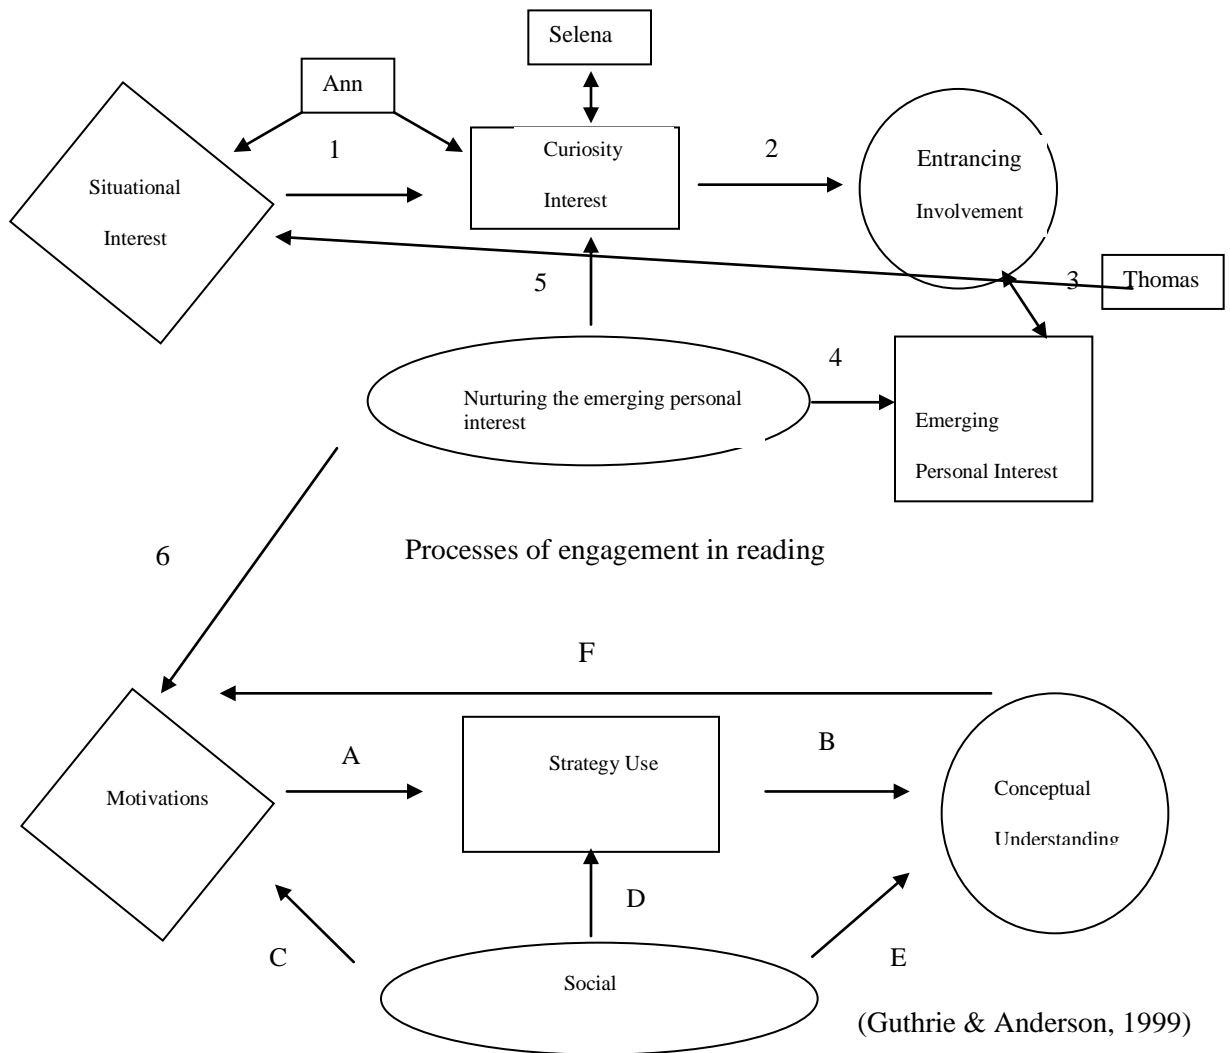 Selena
Ann
1
Curiosity
Interest
2
Entrancing
Involvement
Situational
Interest
5
3
Thomas
4
Nurturing the emerging personal
interest
Emerging
Personal Interest
6
Processes of engagement in reading
F
A
Strategy Use
B
Motivations
Conceptual
Understanding
D
C
E
Social
(Guthrie & Anderson, 1999)